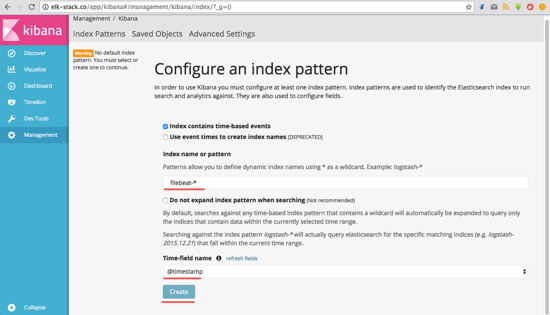 elk-stack.co/app/kibana#/management/kibana/index/?_g=()
kibana
Discover
Visualize
Dashboard
Timelion
Dev Tools
Management
Collapse
Management / Kibana
Index Patterns Saved Objects Advanced Settings
Warning No default index
pattern. You must select or
create one to continue.
Configure an index pattern
In order to use Kibana you must configure at least one index pattern. Index patterns are used to identify the Elasticsearch index to run
search and analytics against. They are also used to configure fields.
Index contains time-based events
Use event times to create index names [DEPRECATED]
Index name or pattern
Patterns allow you to define dynamic index names using * as a wildcard. Example: logstash-*
filebeat-*
Do not expand index pattern when searching (Not recommended)
By default, searches against any time-based index pattern that contains a wildcard will automatically be expanded to query only
the indices that contain data within the currently selected time range.
Searching against the index pattern logstash-* will actually query elasticsearch for the specific matching indices (e.g. logstash-
2015.12.21) that fall within the current time range.
Time-field name refresh fields
@timestamp
Create